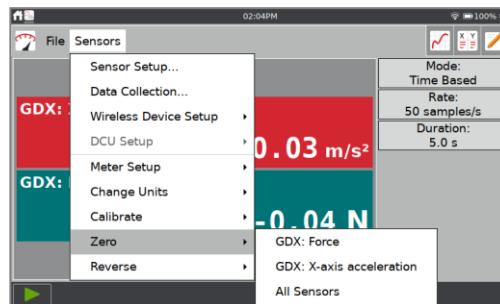 02:04PM
100%
File Sensors
X Y
Sensor Setup...
Data Collection...
Wireless Device Setup
DCU Setup
Meter Setup
Change Units
Calibrate
Zero
Reverse
GDX: Force
GDX: X-axis acceleration
All Sensors
GDX:
0.03 m/s²
GDX:
-0.04 N
Mode:
Time Based
Rate:
50 samples/s
Duration:
5.0 s